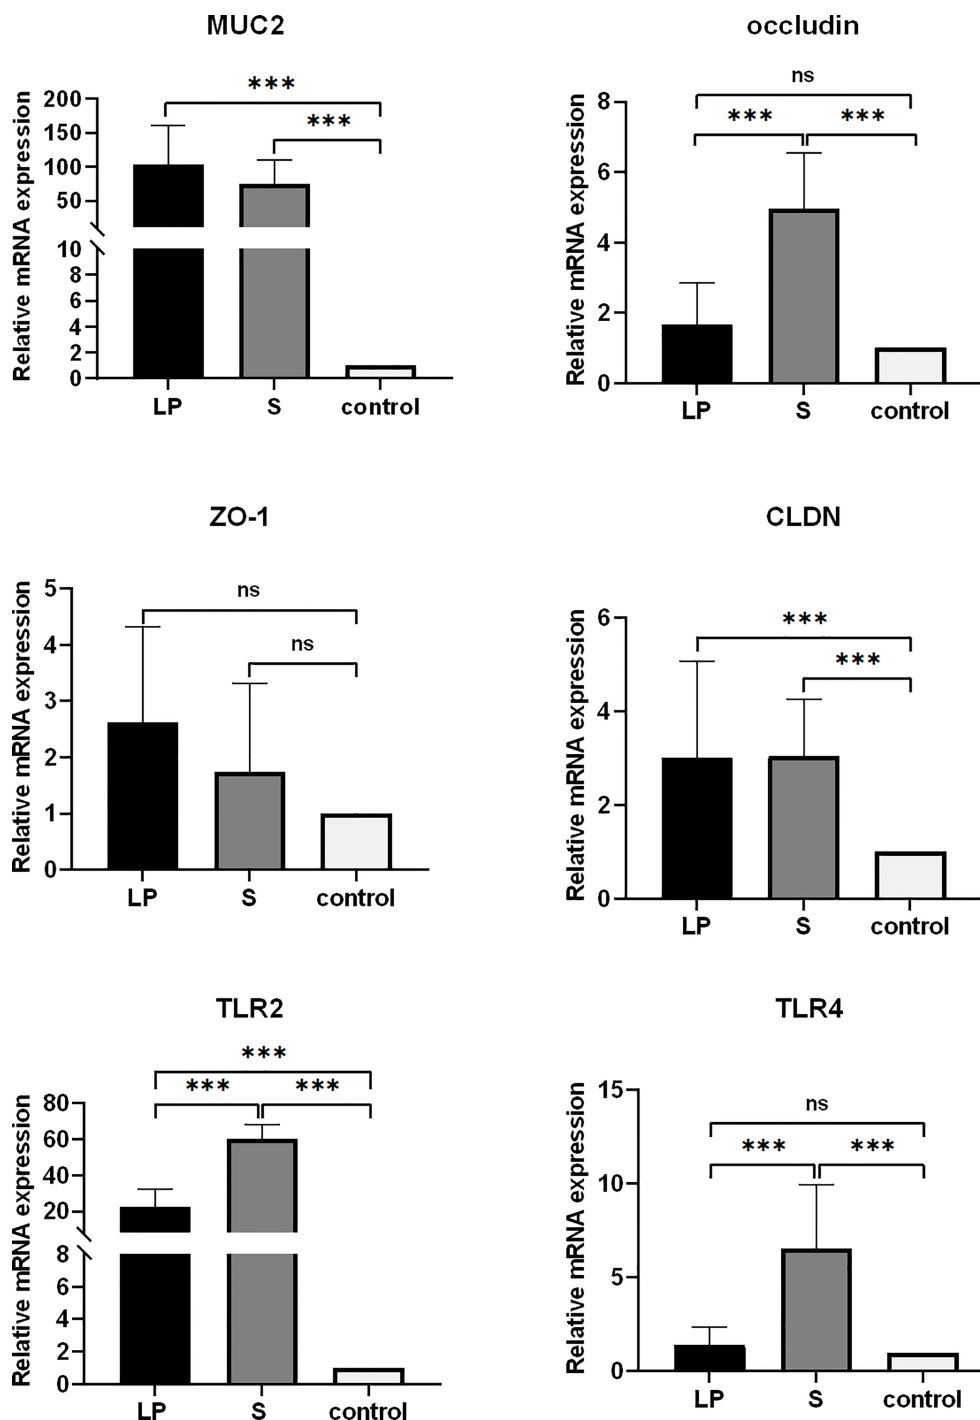 MUC2
***
***
Relative mRNA expression
200
150
100
50
10
8
6
4
2
0
LP
S
control
occludin
ns
***
***
Relative mRNA expression
8
6
4
2
0
LP
S
control
ZO-1
ns
ns
Relative mRNA expression
5
4
3
2
1
0
LP
S
control
CLDN
***
***
Relative mRNA expression
6
4
2
0
LP
S
control
TLR2
***
***
***
Relative mRNA expression
80
60
40
20
8
6
4
2
0
LP
S
control
TLR4
ns
***
***
Relative mRNA expression
15
10
5
0
LP
S
control